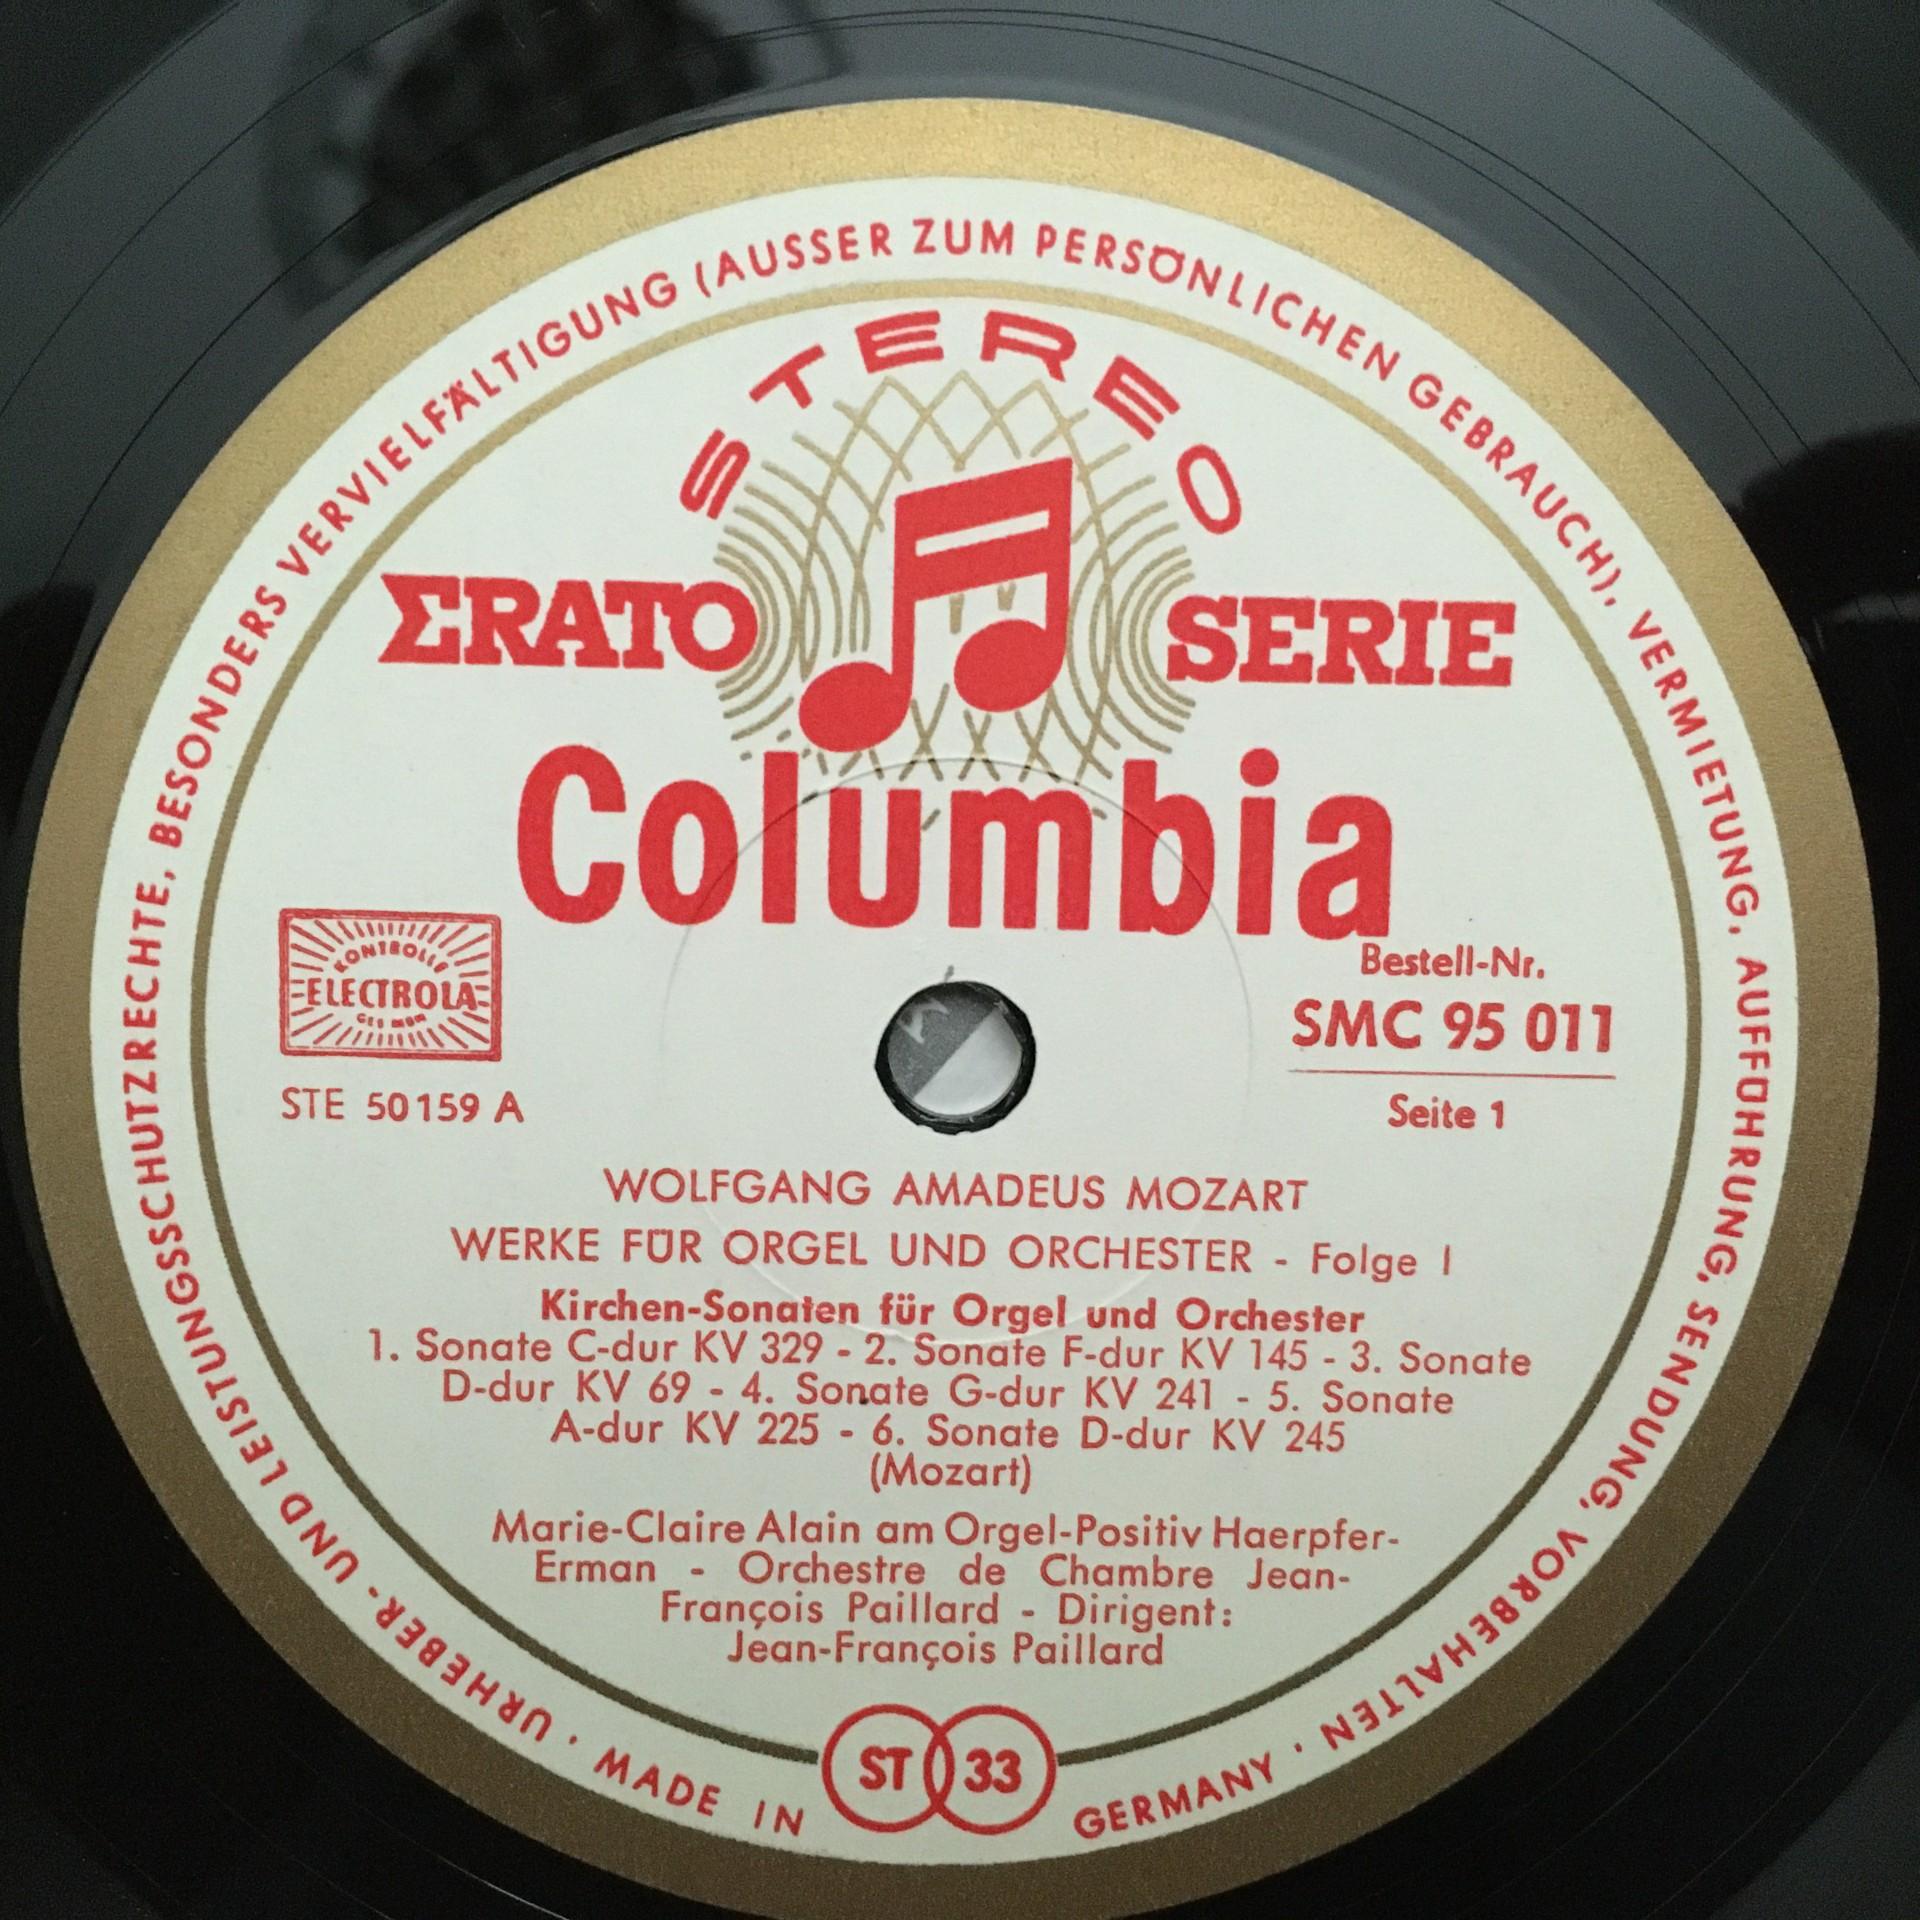 URHEBER- UND LEISTUNGSSCHUTZRECHTE, BESONDERS VERVIELFÄLTIGUNG (AUSSER ZUM PERSÖNLICHEN GEBRAUCH), VERMIETUNG, AUFFÜHRUNG, SENDUNG, VORBEHALTEN · MADE IN GERMANY ·
STEREO
ΣRATO SERIE
Columbia
KONTROLLE
ELECTROLA
GES MBH
STE 50159 A
Bestell-Nr.
SMC 95 011
Seite 1
WOLFGANG AMADEUS MOZART
WERKE FÜR ORGEL UND ORCHESTER - Folge I
Kirchen-Sonaten für Orgel und Orchester
1. Sonate C-dur KV 329 - 2. Sonate F-dur KV 145 - 3. Sonate
D-dur KV 69 - 4. Sonate G-dur KV 241 - 5. Sonate
A-dur KV 225 - 6. Sonate D-dur KV 245
(Mozart)
Marie-Claire Alain am Orgel-Positiv Haerpfer-
Erman - Orchestre de Chambre Jean-
François Paillard - Dirigent:
Jean-François Paillard
ST 33